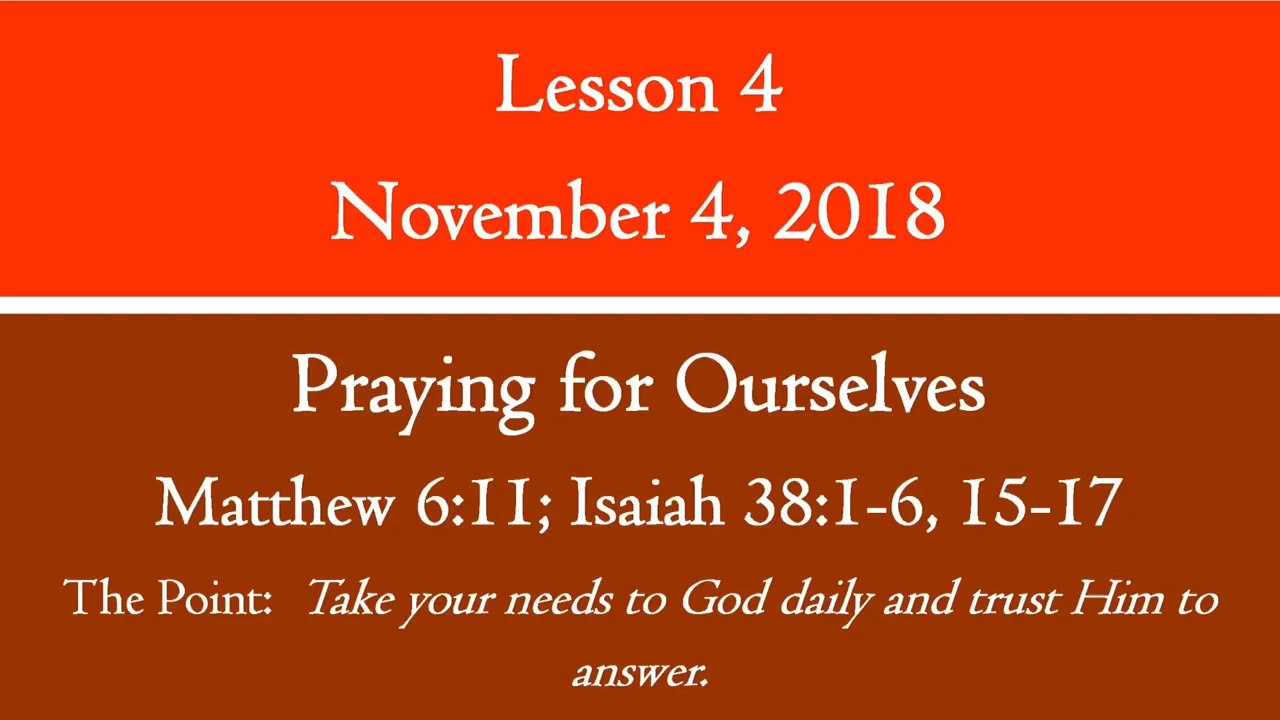 Lesson 4
November 4, 2018
Praying for Ourselves
Matthew 6:11; Isaiah 38:1-6, 15-17
The Point: Take your needs to God daily and trust Him to
answer.